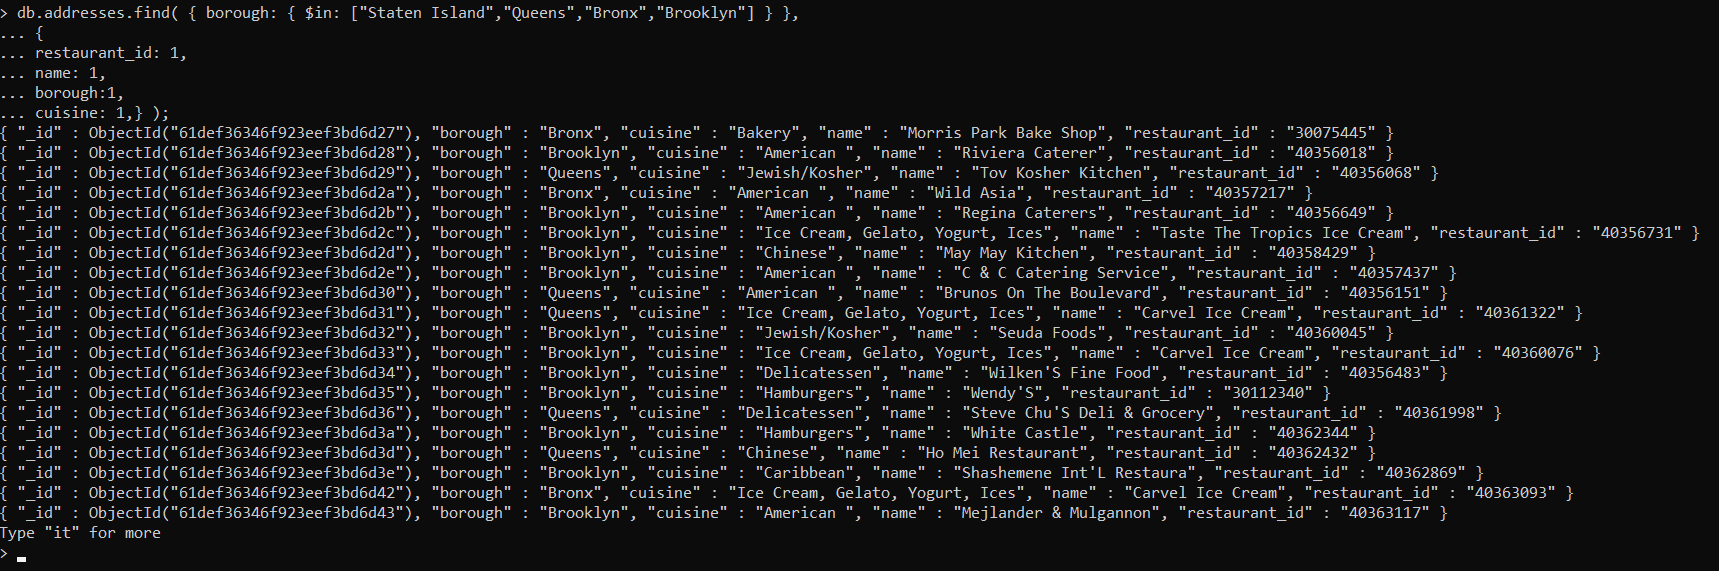 > db.addresses.find( { borough: { $in: ["Staten Island","Queens","Bronx","Brooklyn"] } },
... {
... restaurant_id: 1,
... name: 1,
... borough:1,
... cuisine: 1,} );
{ "_id" : ObjectId("61def36346f923eef3bd6d27"), "borough" : "Bronx", "cuisine" : "Bakery", "name" : "Morris Park Bake Shop", "restaurant_id" : "30075445" }
{ "_id" : ObjectId("61def36346f923eef3bd6d28"), "borough" : "Brooklyn", "cuisine" : "American ", "name" : "Riviera Caterer", "restaurant_id" : "40356018" }
{ "_id" : ObjectId("61def36346f923eef3bd6d29"), "borough" : "Queens", "cuisine" : "Jewish/Kosher", "name" : "Tov Kosher Kitchen", "restaurant_id" : "40356068" }
{ "_id" : ObjectId("61def36346f923eef3bd6d2a"), "borough" : "Bronx", "cuisine" : "American ", "name" : "Wild Asia", "restaurant_id" : "40357217" }
{ "_id" : ObjectId("61def36346f923eef3bd6d2b"), "borough" : "Brooklyn", "cuisine" : "American ", "name" : "Regina Caterers", "restaurant_id" : "40356649" }
{ "_id" : ObjectId("61def36346f923eef3bd6d2c"), "borough" : "Brooklyn", "cuisine" : "Ice Cream, Gelato, Yogurt, Ices", "name" : "Taste The Tropics Ice Cream", "restaurant_id" : "40356731" }
{ "_id" : ObjectId("61def36346f923eef3bd6d2d"), "borough" : "Brooklyn", "cuisine" : "Chinese", "name" : "May May Kitchen", "restaurant_id" : "40358429" }
{ "_id" : ObjectId("61def36346f923eef3bd6d2e"), "borough" : "Brooklyn", "cuisine" : "American ", "name" : "C & C Catering Service", "restaurant_id" : "40357437" }
{ "_id" : ObjectId("61def36346f923eef3bd6d30"), "borough" : "Queens", "cuisine" : "American ", "name" : "Brunos On The Boulevard", "restaurant_id" : "40356151" }
{ "_id" : ObjectId("61def36346f923eef3bd6d31"), "borough" : "Queens", "cuisine" : "Ice Cream, Gelato, Yogurt, Ices", "name" : "Carvel Ice Cream", "restaurant_id" : "40361322" }
{ "_id" : ObjectId("61def36346f923eef3bd6d32"), "borough" : "Brooklyn", "cuisine" : "Jewish/Kosher", "name" : "Seuda Foods", "restaurant_id" : "40360045" }
{ "_id" : ObjectId("61def36346f923eef3bd6d33"), "borough" : "Brooklyn", "cuisine" : "Ice Cream, Gelato, Yogurt, Ices", "name" : "Carvel Ice Cream", "restaurant_id" : "40360076" }
{ "_id" : ObjectId("61def36346f923eef3bd6d34"), "borough" : "Brooklyn", "cuisine" : "Delicatessen", "name" : "Wilken'S Fine Food", "restaurant_id" : "40356483" }
{ "_id" : ObjectId("61def36346f923eef3bd6d35"), "borough" : "Brooklyn", "cuisine" : "Hamburgers", "name" : "Wendy'S", "restaurant_id" : "30112340" }
{ "_id" : ObjectId("61def36346f923eef3bd6d36"), "borough" : "Queens", "cuisine" : "Delicatessen", "name" : "Steve Chu'S Deli & Grocery", "restaurant_id" : "40361998" }
{ "_id" : ObjectId("61def36346f923eef3bd6d3a"), "borough" : "Brooklyn", "cuisine" : "Hamburgers", "name" : "White Castle", "restaurant_id" : "40362344" }
{ "_id" : ObjectId("61def36346f923eef3bd6d3d"), "borough" : "Queens", "cuisine" : "Chinese", "name" : "Ho Mei Restaurant", "restaurant_id" : "40362432" }
{ "_id" : ObjectId("61def36346f923eef3bd6d3e"), "borough" : "Brooklyn", "cuisine" : "Caribbean", "name" : "Shashemene Int'L Restaura", "restaurant_id" : "40362869" }
{ "_id" : ObjectId("61def36346f923eef3bd6d42"), "borough" : "Bronx", "cuisine" : "Ice Cream, Gelato, Yogurt, Ices", "name" : "Carvel Ice Cream", "restaurant_id" : "40363093" }
{ "_id" : ObjectId("61def36346f923eef3bd6d43"), "borough" : "Brooklyn", "cuisine" : "American ", "name" : "Mejlander & Mulgannon", "restaurant_id" : "40363117" }
Type "it" for more
>